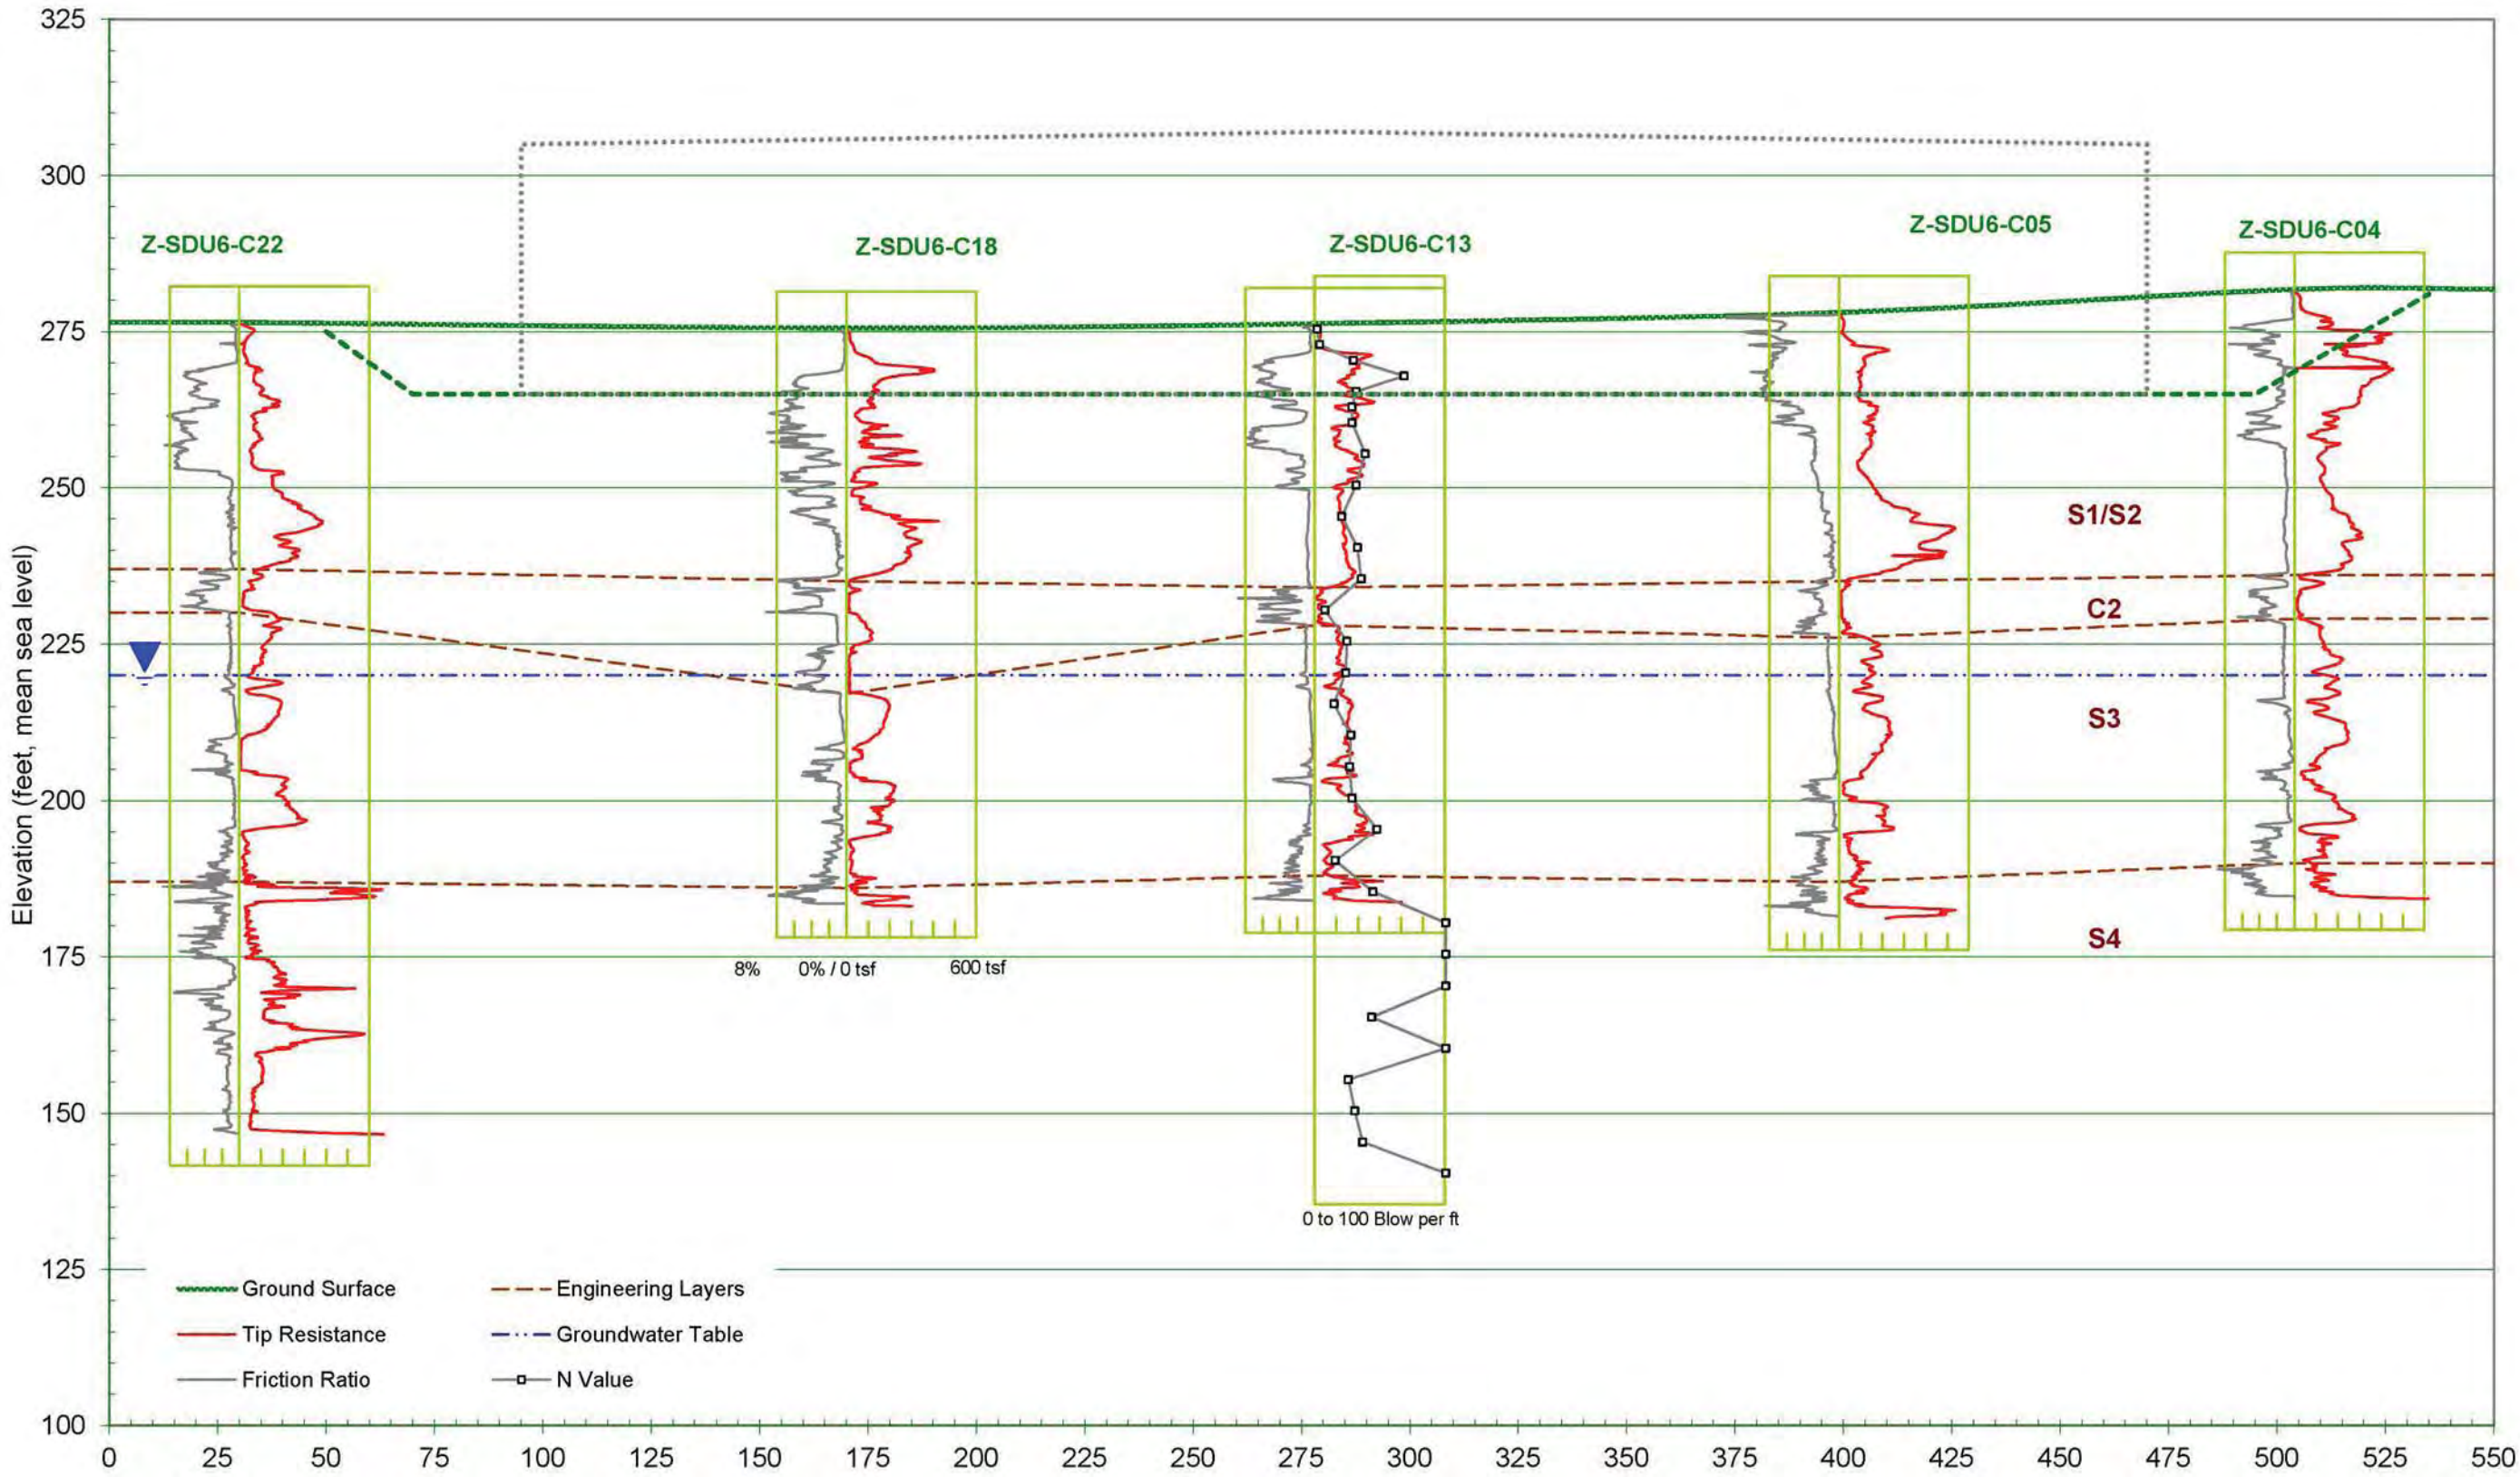 325
300
275
250
225
200
175
150
125
100
Elevation (feet, mean sea level)
Z-SDU6-C22
Z-SDU6-C18
Z-SDU6-C13
Z-SDU6-C05
Z-SDU6-C04
S1/S2
C2
S3
S4
8%
0% / 0 tsf
600 tsf
0 to 100 Blow per ft
Ground Surface
Engineering Layers
Tip Resistance
Groundwater Table
Friction Ratio
N Value
0 25 50 75 100 125 150 175 200 225 250 275 300 325 350 375 400 425 450 475 500 525 550